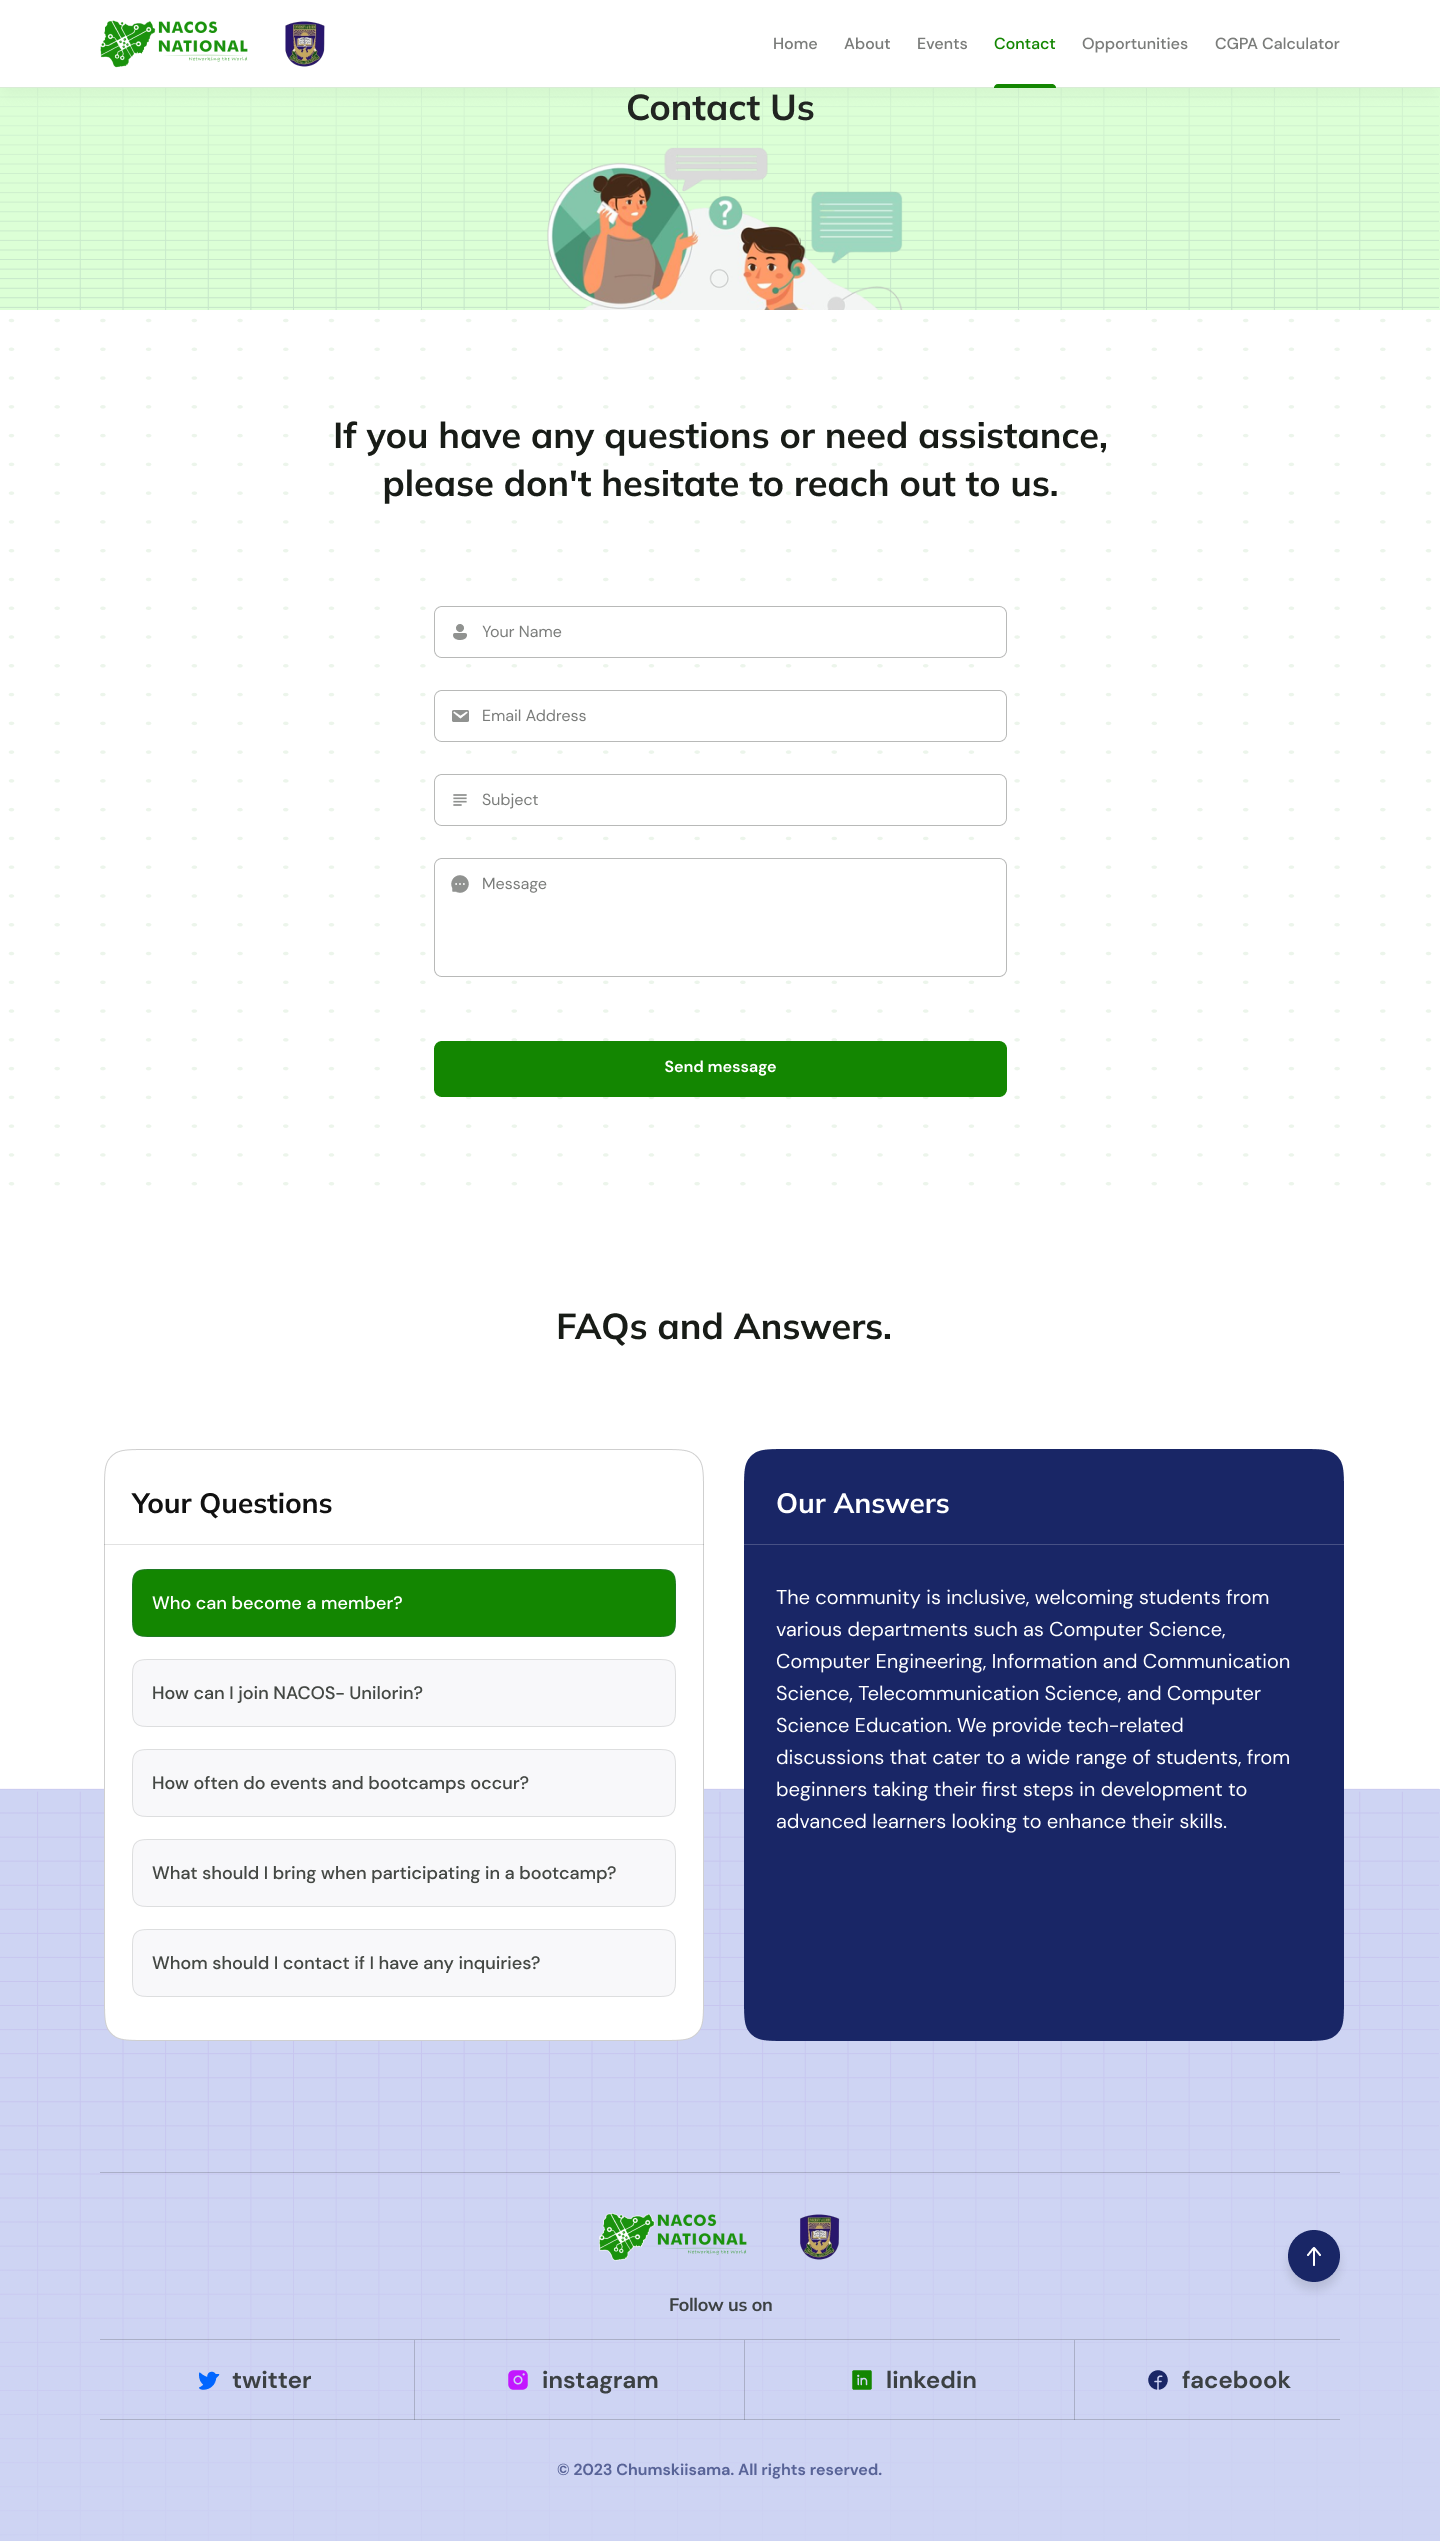 NACOS
NATIONAL
networking the world
Home
About
Events
Contact
Opportunities
CGPA Calculator
Contact Us
?
If you have any questions or need assistance,
please don't hesitate to reach out to us.
Your Name
Email Address
Subject
Message
Send message
FAQs and Answers.
Your Questions
Who can become a member?
How can I join NACOS- Unilorin?
How often do events and bootcamps occur?
What should I bring when participating in a bootcamp?
Whom should I contact if I have any inquiries?
Our Answers
The community is inclusive, welcoming students from
various departments such as Computer Science,
Computer Engineering, Information and Communication
Science, Telecommunication Science, and Computer
Science Education. We provide tech-related
discussions that cater to a wide range of students, from
beginners taking their first steps in development to
advanced learners looking to enhance their skills.
NACOS
NATIONAL
networking the world
Follow us on
twitter
instagram
in
linkedin
facebook
© 2023 Chumskiisama. All rights reserved.